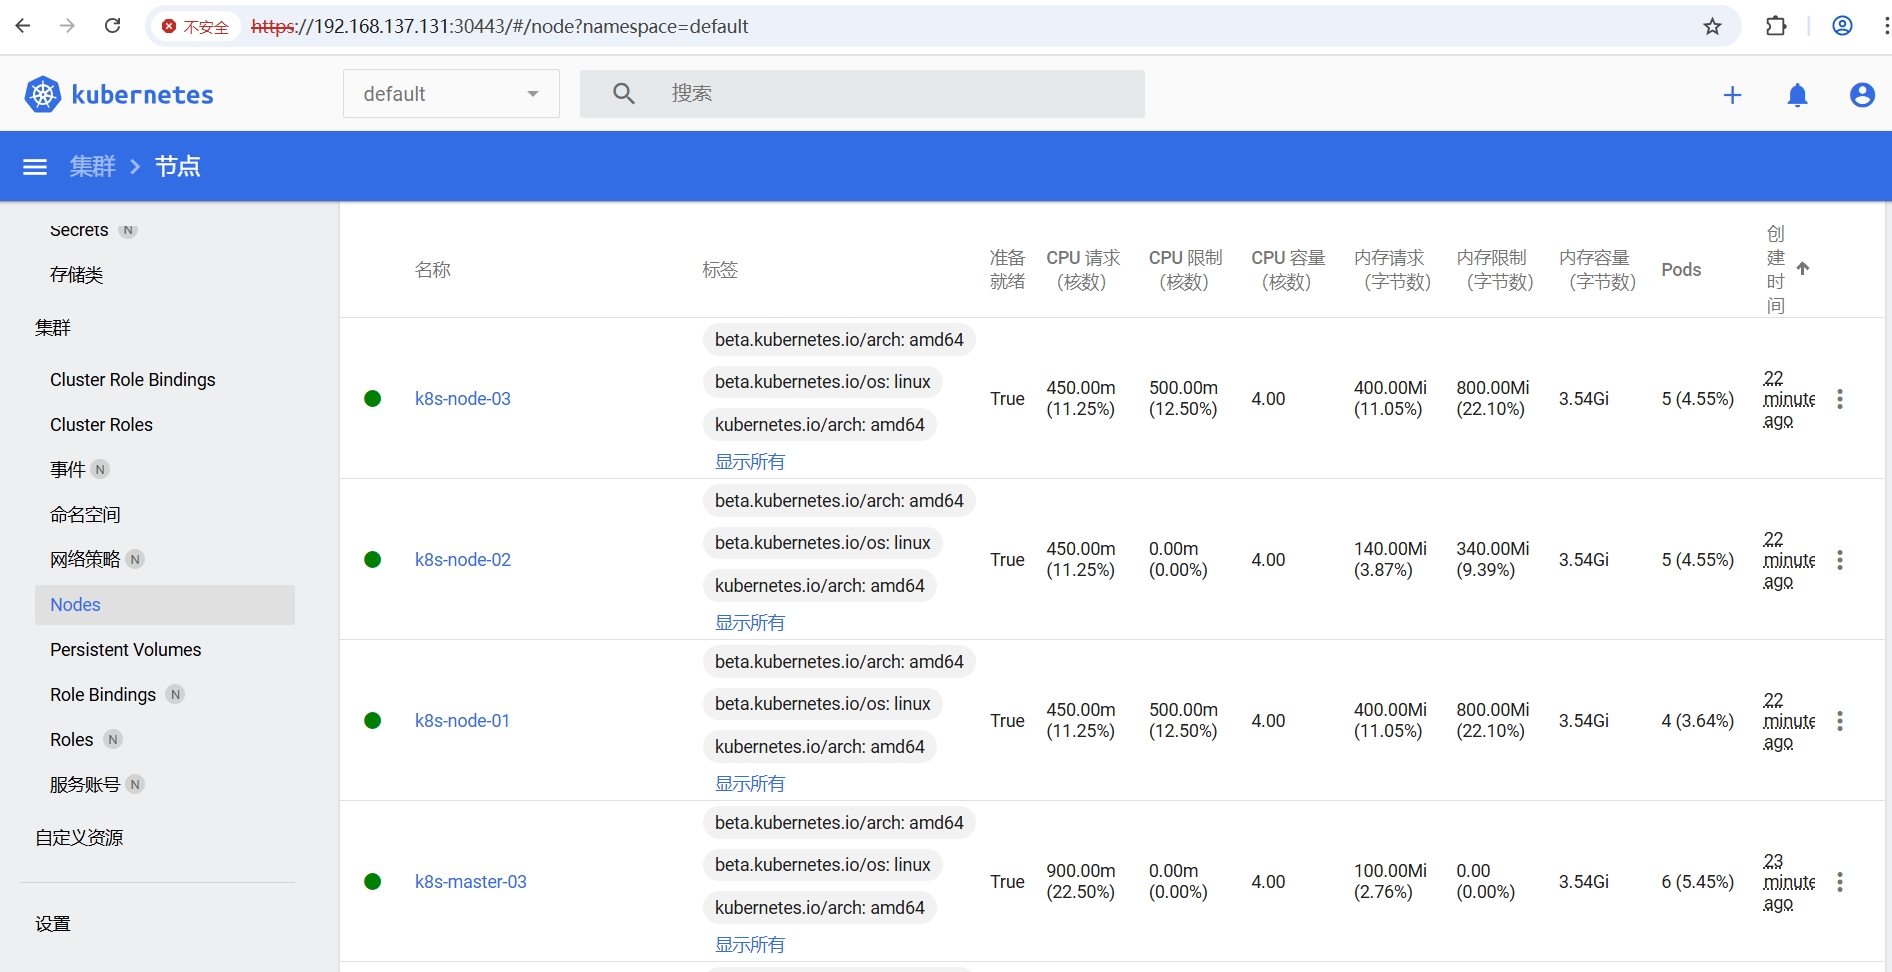 不安全 https://192.168.137.131:30443/#/node?namespace=default
kubernetes
default
搜索
集群 > 节点
Secrets N
存储类
集群
Cluster Role Bindings
Cluster Roles
事件 N
命名空间
网络策略 N
Nodes
Persistent Volumes
Role Bindings N
Roles N
服务账号 N
自定义资源
设置
名称
标签
准备
就绪
CPU 请求
(核数)
CPU 限制
(核数)
CPU 容量
(核数)
内存请求
(字节数)
内存限制
(字节数)
内存容量
(字节数)
Pods
创
建
时
间
k8s-node-03
beta.kubernetes.io/arch: amd64
beta.kubernetes.io/os: linux
kubernetes.io/arch: amd64
显示所有
True
450.00m
(11.25%)
500.00m
(12.50%)
4.00
400.00Mi
(11.05%)
800.00Mi
(22.10%)
3.54Gi
5 (4.55%)
22
minute
ago
k8s-node-02
beta.kubernetes.io/arch: amd64
beta.kubernetes.io/os: linux
kubernetes.io/arch: amd64
显示所有
True
450.00m
(11.25%)
0.00m
(0.00%)
4.00
140.00Mi
(3.87%)
340.00Mi
(9.39%)
3.54Gi
5 (4.55%)
22
minute
ago
k8s-node-01
beta.kubernetes.io/arch: amd64
beta.kubernetes.io/os: linux
kubernetes.io/arch: amd64
显示所有
True
450.00m
(11.25%)
500.00m
(12.50%)
4.00
400.00Mi
(11.05%)
800.00Mi
(22.10%)
3.54Gi
4 (3.64%)
22
minute
ago
k8s-master-03
beta.kubernetes.io/arch: amd64
beta.kubernetes.io/os: linux
kubernetes.io/arch: amd64
显示所有
True
900.00m
(22.50%)
0.00m
(0.00%)
4.00
100.00Mi
(2.76%)
0.00
(0.00%)
3.54Gi
6 (5.45%)
23
minute
ago